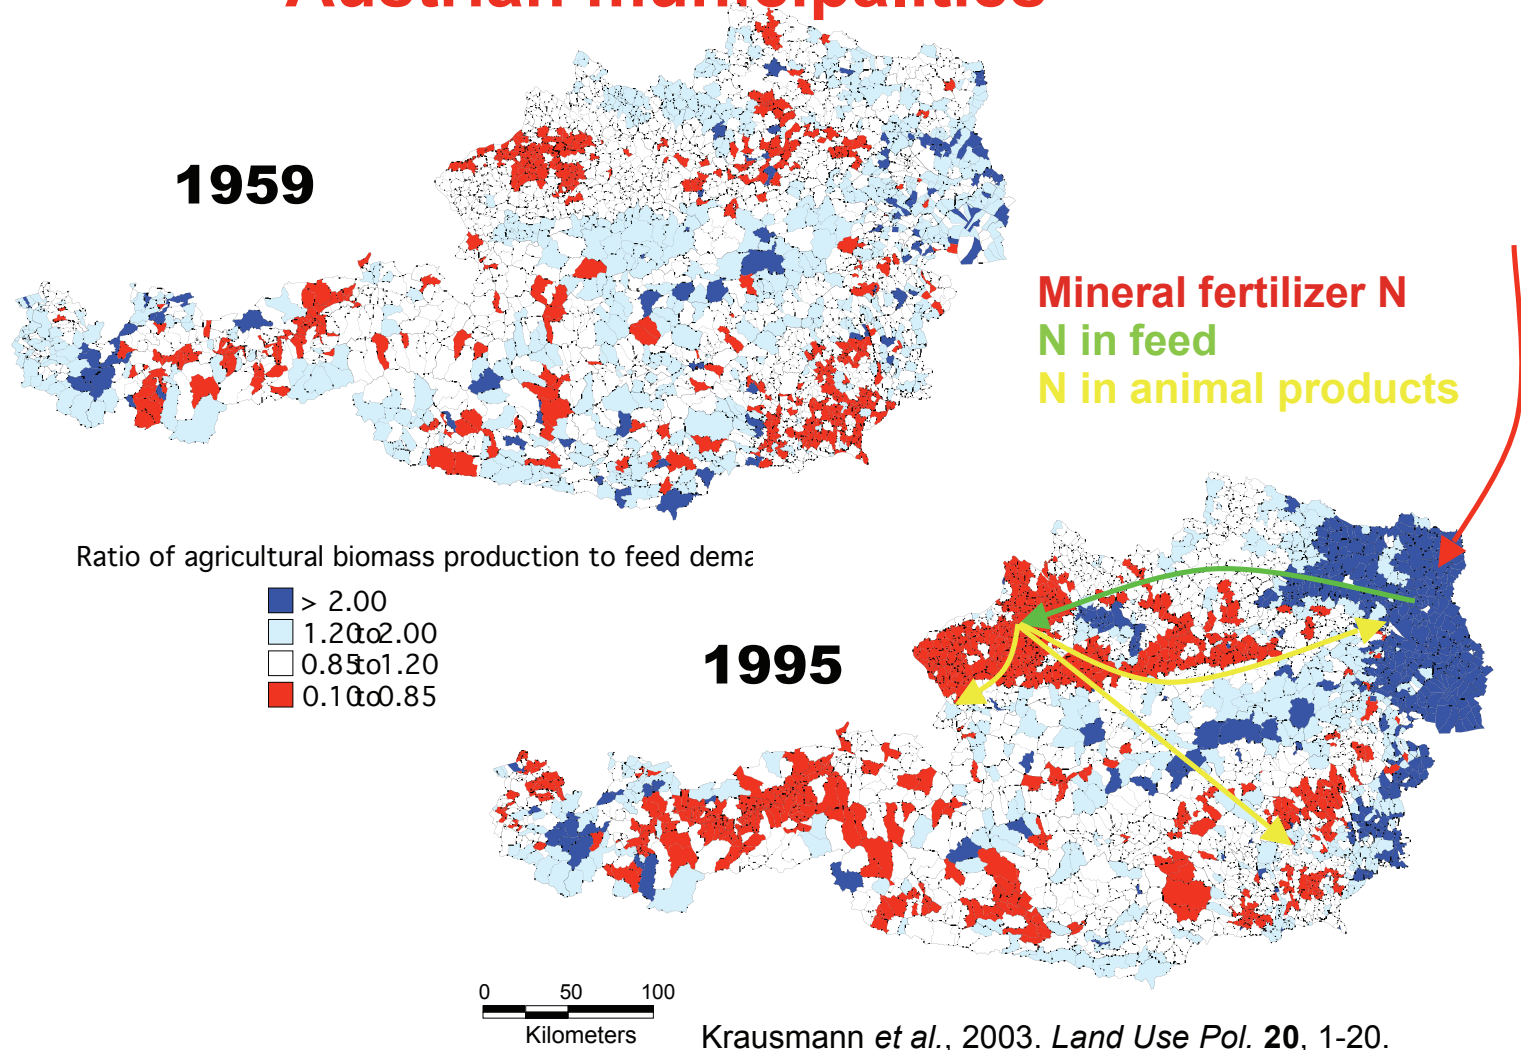 Austrian municipalities
1959
Mineral fertilizer N
N in feed
N in animal products
Ratio of agricultural biomass production to feed dema
> 2.00
1.20to2.00
0.85to1.20
0.10to0.85
1995
0 50 100
Kilometers
Krausmann et al., 2003. Land Use Pol. 20, 1-20.